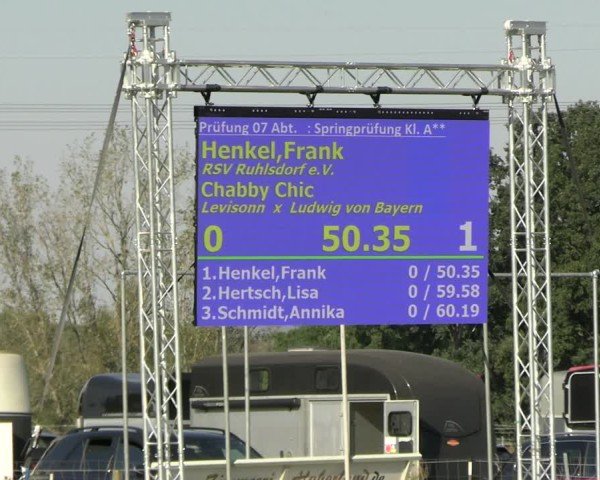 Prüfung 07 Abt. : Springprüfung Kl. A**
Henkel,Frank
RSV Ruhlsdorf e.V.
Chabby Chic
Levisonn x Ludwig von Bayern
0 50.35 1
1.Henkel,Frank 0 / 50.35
2.Hertsch,Lisa 0 / 59.58
3.Schmidt,Annika 0 / 60.19